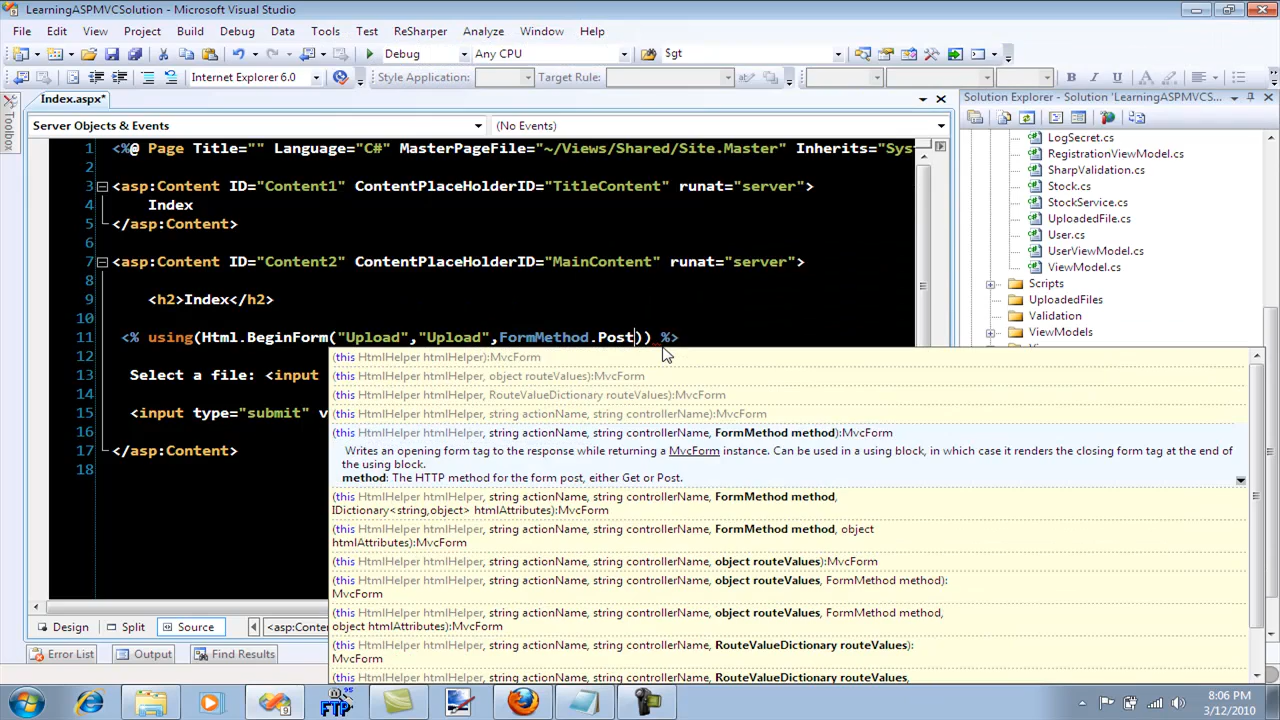 LearningASPMVCSolution - Microsoft Visual Studio
File Edit View Project Build Debug Data Tools Test ReSharper Analyze Window Help
Debug Any CPU Sgt
Internet Explorer 6.0 Style Application: Target Rule: B I U A
Toolbox
Index.aspx*
Server Objects & Events (No Events)
1 <%@ Page Title="" Language="C#" MasterPageFile="~/Views/Shared/Site.Master" Inherits="Sys
2
3 <asp:Content ID="Content1" ContentPlaceHolderID="TitleContent" runat="server">
4 Index
5 </asp:Content>
6
7 <asp:Content ID="Content2" ContentPlaceHolderID="MainContent" runat="server">
8
9 <h2>Index</h2>
10
11 <% using(Html.BeginForm("Upload","Upload",FormMethod.Post)) %>
12
13 Select a file: <input
14
15 <input type="submit" v
16
17 </asp:Content>
18
(this HtmlHelper htmlHelper):MvcForm
(this HtmlHelper htmlHelper, object routeValues):MvcForm
(this HtmlHelper htmlHelper, RouteValueDictionary routeValues):MvcForm
(this HtmlHelper htmlHelper, string actionName, string controllerName):MvcForm
(this HtmlHelper htmlHelper, string actionName, string controllerName, FormMethod method):MvcForm
Writes an opening form tag to the response while returning a MvcForm instance. Can be used in a using block, in which case it renders the closing form tag at the end of
the using block.
method: The HTTP method for the form post, either Get or Post.
(this HtmlHelper htmlHelper, string actionName, string controllerName, FormMethod method,
IDictionary<string,object> htmlAttributes):MvcForm
(this HtmlHelper htmlHelper, string actionName, string controllerName, FormMethod method, object
htmlAttributes):MvcForm
(this HtmlHelper htmlHelper, string actionName, string controllerName, object routeValues):MvcForm
(this HtmlHelper htmlHelper, string actionName, string controllerName, object routeValues, FormMethod method):
MvcForm
(this HtmlHelper htmlHelper, string actionName, string controllerName, object routeValues, FormMethod method,
object htmlAttributes):MvcForm
(this HtmlHelper htmlHelper, string actionName, string controllerName, RouteValueDictionary routeValues):
MvcForm
(this HtmlHelper htmlHelper, string actionName, string controllerName, RouteValueDictionary routeValues,
Solution Explorer - Solution 'LearningASPMVCS...
LogSecret.cs
RegistrationViewModel.cs
SharpValidation.cs
Stock.cs
StockService.cs
UploadedFile.cs
User.cs
UserViewModel.cs
ViewModel.cs
Scripts
UploadedFiles
Validation
ViewModels
Design Split Source <asp:Conte
Error List Output Find Results
FTP
8:06 PM
3/12/2010